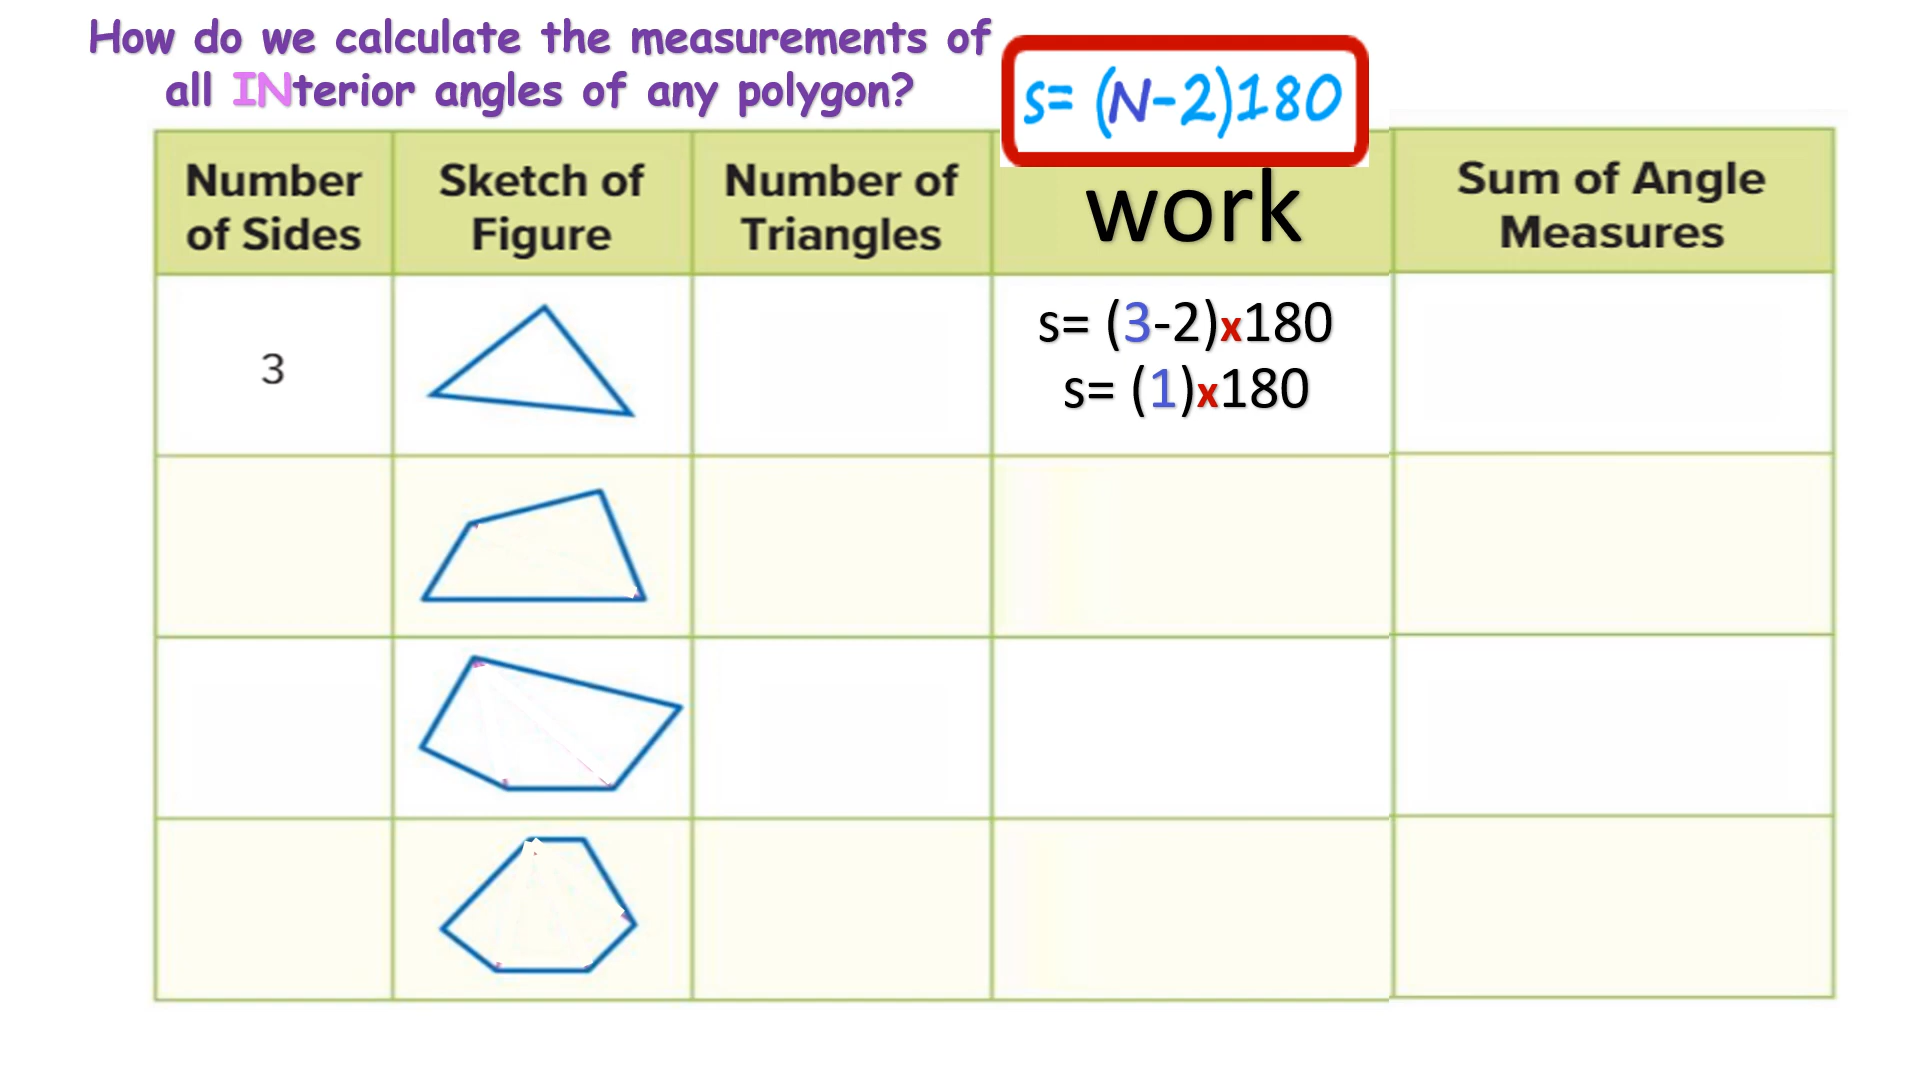 How do we calculate the measurements of
all INterior angles of any polygon?
s= (N-2)180
Number
of Sides
Sketch of
Figure
Number of
Triangles
work
Sum of Angle
Measures
3
s= (3-2)x180
s= (1)x180